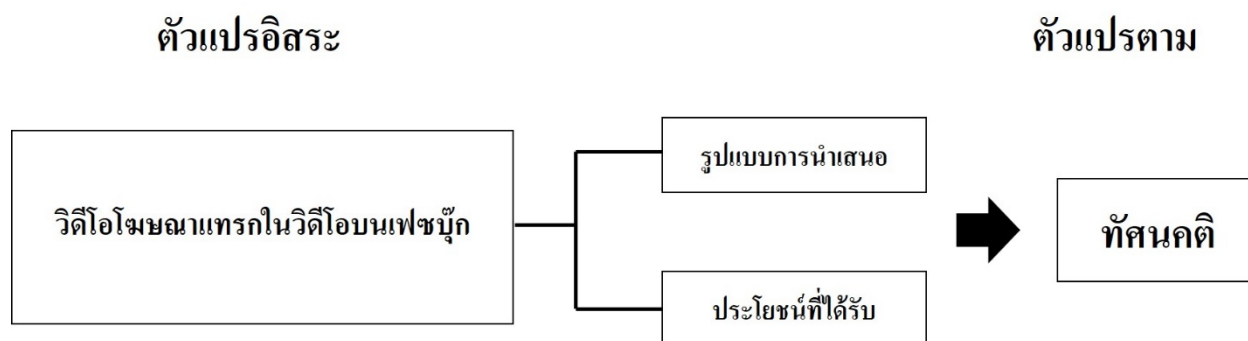 ตัวแปรอิสระ
ตัวแปรตาม
วิดีโอโฆษณาแทรกในวิดีโอบนเฟซบุ๊ก
รูปแบบการนำเสนอ
ประโยชน์ที่ได้รับ
ทัศนคติ